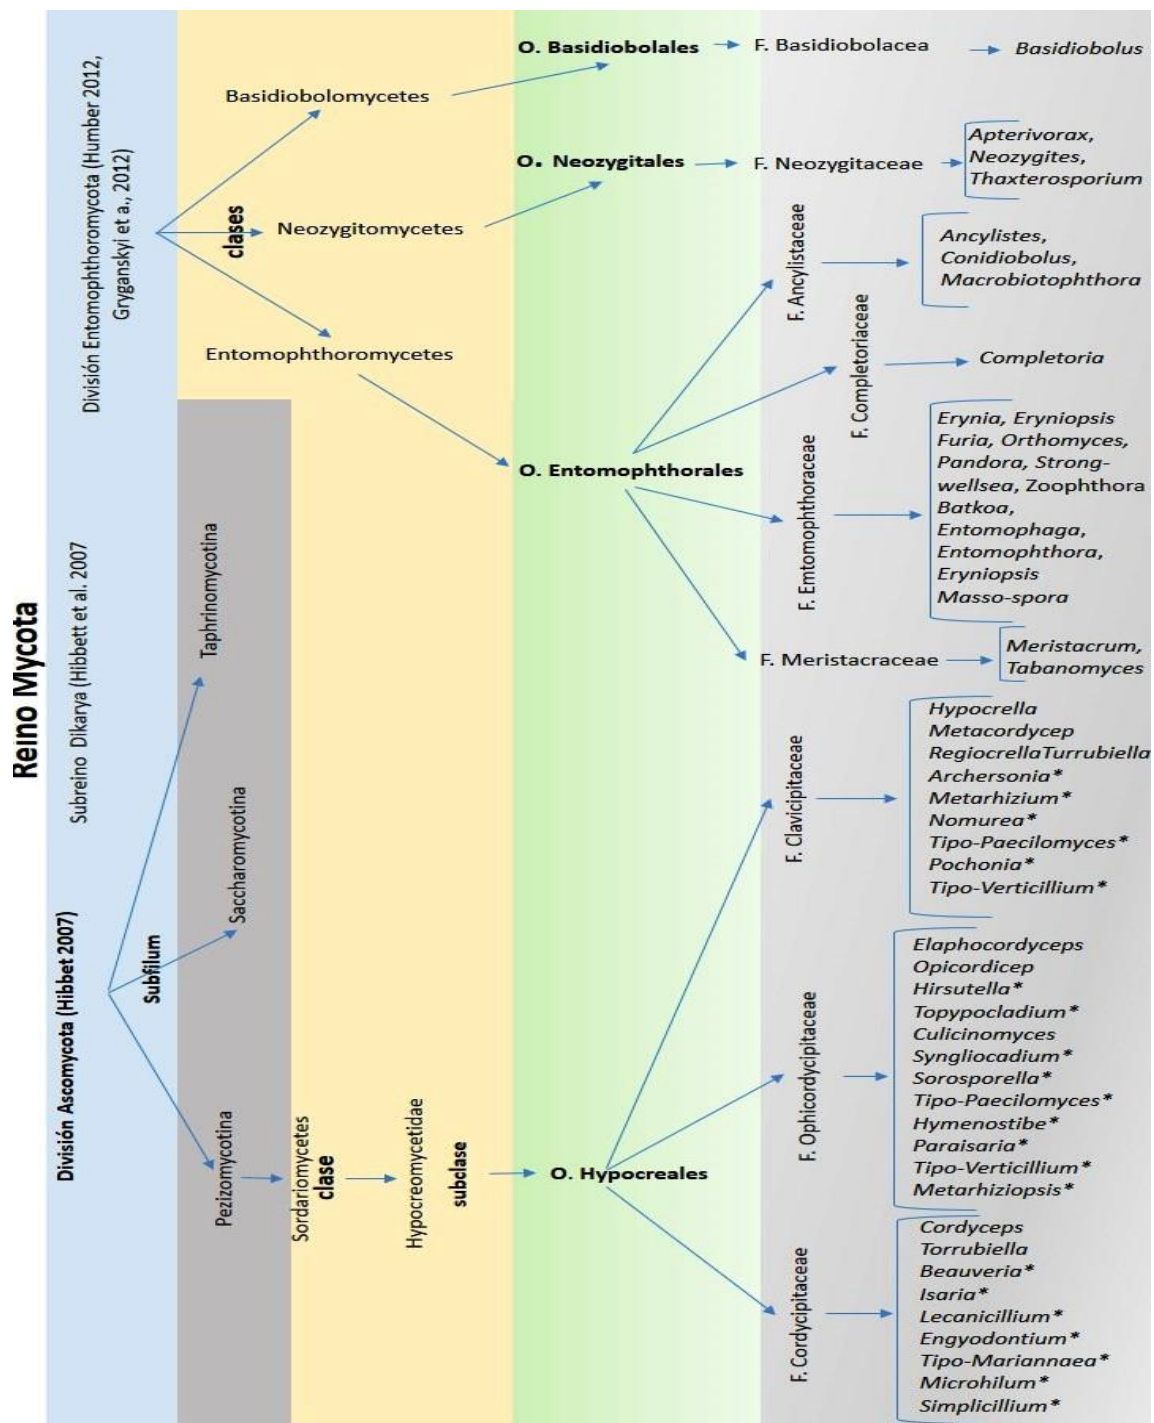 Reino Mycota
División Entomophthoromycota (Humber 2012,
Gryganskyi et a., 2012)
Subreino Dikarya (Hibbett et al. 2007
División Ascomycota (Hibbet 2007)
clases
Basidiobolomycetes
Neozygitomycetes
Entomophthoromycetes
Subfilum
Taphrinomycotina
Saccharomycotina
Pezizomycotina
Sordariomycetes
clase
Hypocreomycetidae
subclase
O. Basidiobolales
O. Neozygitales
O. Entomophthorales
O. Hypocreales
F. Basidiobolacea
Basidiobolus
F. Neozygitaceae
Apterivorax,
Neozygites,
Thaxterosporium
F. Ancylistaceae
Ancylistes,
Conidiobolus,
Macrobiotophthora
F. Completoriaceae
Completoria
F. Emtomophthoraceae
Erynia, Eryniopsis
Furia, Orthomyces,
Pandora, Strong-
wellsea, Zoophthora
Batkoa,
Entomophaga,
Entomophthora,
Eryniopsis
Masso-spora
F. Meristacraceae
Meristacrum,
Tabanomyces
F. Clavicipitaceae
Hypocrella
Metacordycep
RegiocrellaTurrubiella
Archersonia*
Metarhizium*
Nomurea*
Tipo-Paecilomyces*
Pochonia*
Tipo-Verticillium*
F. Ophicordycipitaceae
Elaphocordyceps
Opicordicep
Hirsutella*
Topypocladium*
Culicinomyces
Syngliocadium*
Sorosporella*
Tipo-Paecilomyces*
Hymenostibe*
Paraisaria*
Tipo-Verticillium*
Metarhiziopsis*
F. Cordycipitaceae
Cordyceps
Torrubiella
Beauveria*
Isaria*
Lecanicillium*
Engyodontium*
Tipo-Mariannaea*
Microhilum*
Simplicillium*